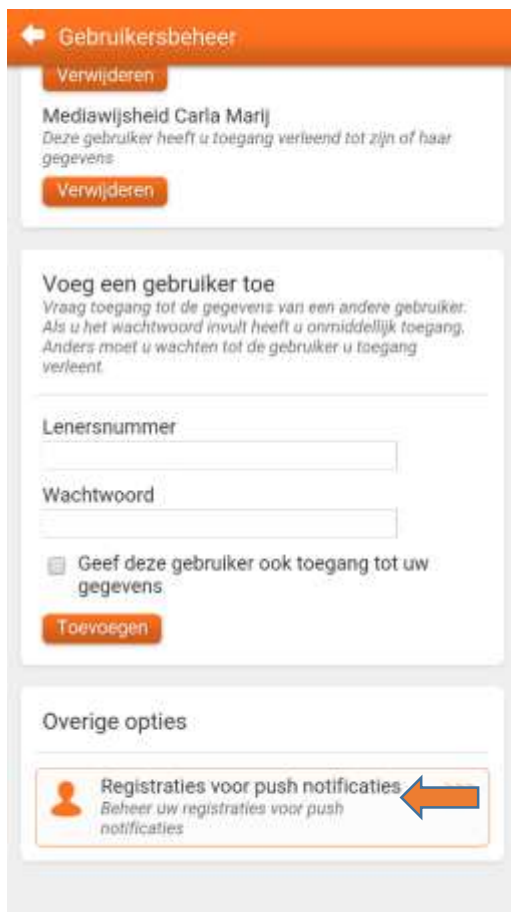 Gebruikersbeheer
Verwijderen
Mediawijsheid Carla Marij
Deze gebruiker heeft u toegang verleend tot zijn of haar
gegevens
Verwijderen
Voeg een gebruiker toe
Vraag toegang tot de gegevens van een andere gebruiker.
Als u het wachtwoord invult heeft u onmiddellijk toegang.
Anders moet u wachten tot de gebruiker u toegang
verleent.
Lenersnummer
Wachtwoord
Geef deze gebruiker ook toegang tot uw
gegevens
Toevoegen
Overige opties
Registraties voor push notificaties
Beheer uw registraties voor push
notificaties